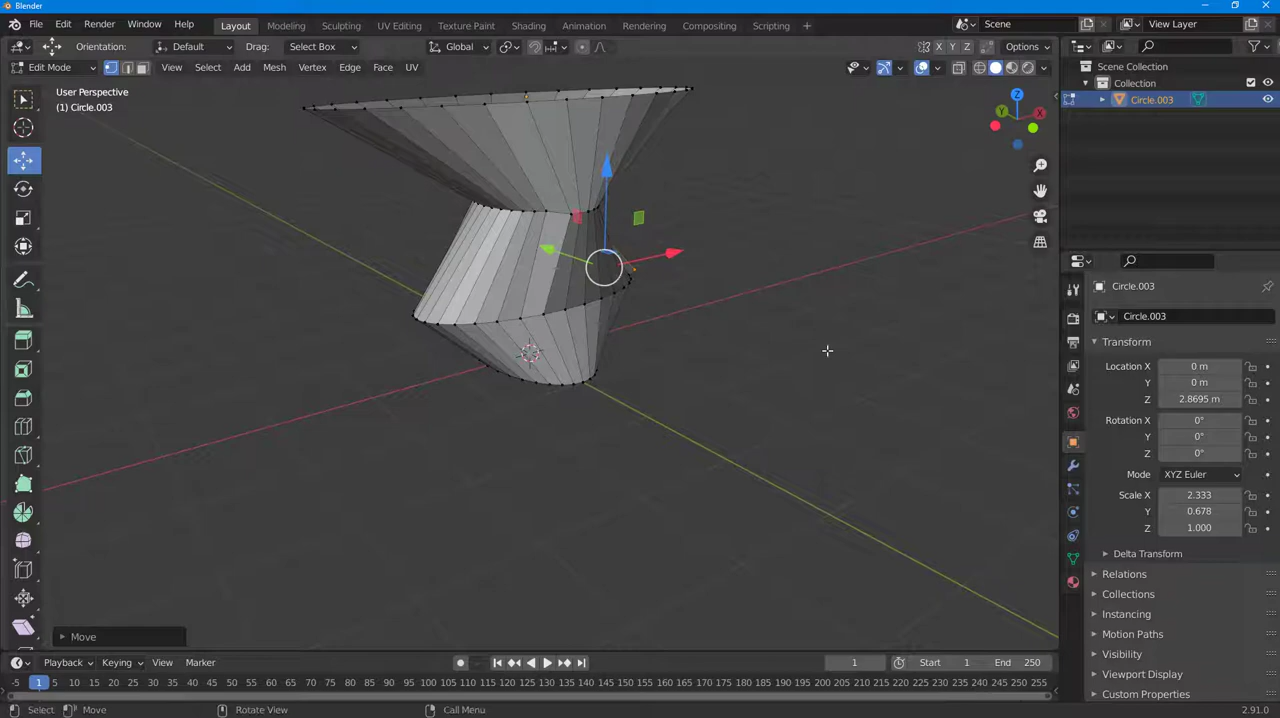 Blender
File Edit Render Window Help Layout Modeling Sculpting UV Editing Texture Paint Shading Animation Rendering Compositing Scripting Scene View Layer
Orientation: Default Drag: Select Box Global X Y Z Options
Edit Mode View Select Add Mesh Vertex Edge Face UV
User Perspective
(1) Circle.003
Z
Y
X
Scene Collection
Collection
Circle.003
Circle.003
Circle.003
Transform
Location X 0 m
Y 0 m
Z 2.8695 m
Rotation X 0°
Y 0°
Z 0°
Mode XYZ Euler
Scale X 2.333
Y 0.678
Z 1.000
Delta Transform
Relations
Collections
Instancing
Motion Paths
Visibility
Viewport Display
Custom Properties
Move
Playback Keying View Marker 1 Start 1 End 250
-5 1 5 10 15 20 25 30 35 40 45 50 55 60 65 70 75 80 85 90 95 100 105 110 115 120 125 130 135 140 145 150 155 160 165 170 175 180 185 190 195 200 205 210 215 220 225 230 235 240 245 250 255
Select Move Rotate View Call Menu 2.91.0